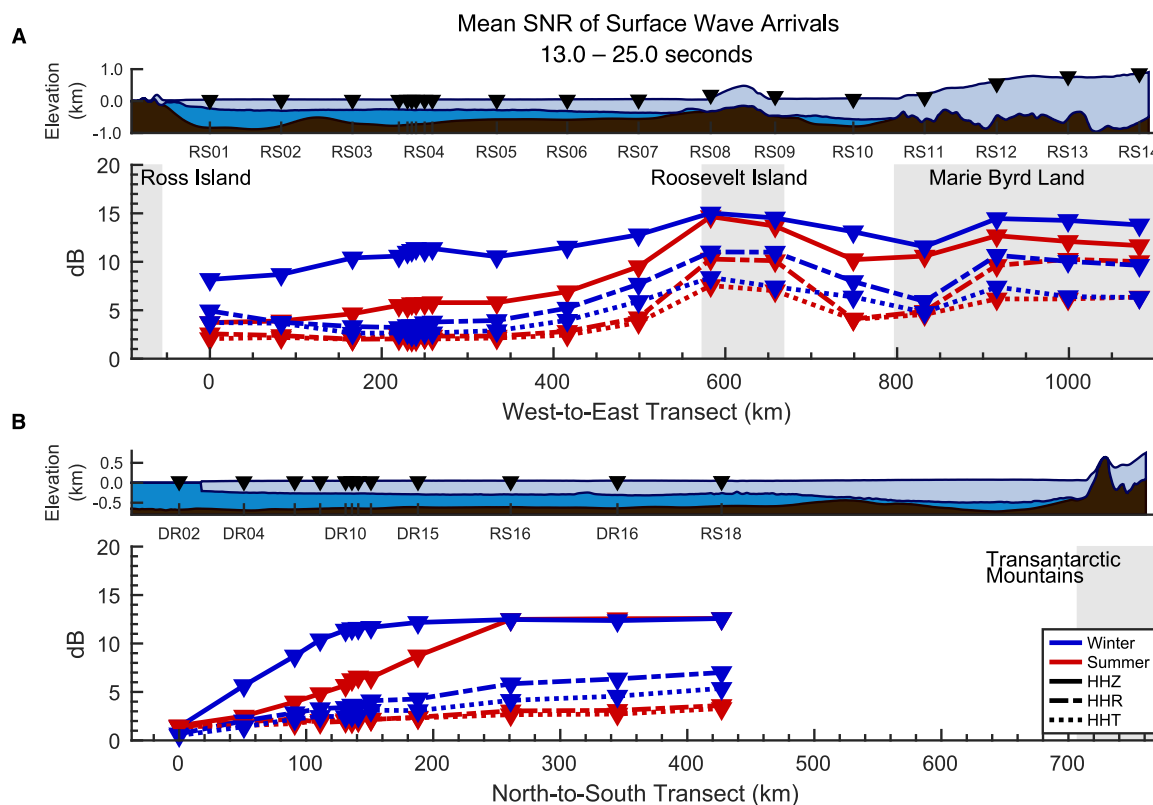 Mean SNR of Surface Wave Arrivals
13.0 – 25.0 seconds
A
Elevation
(km)
1.0
0.0
-1.0
RS01 RS02 RS03 RS04 RS05 RS06 RS07 RS08 RS09 RS10 RS11 RS12 RS13 RS14
20
15
10
5
0
dB
Ross Island
Roosevelt Island
Marie Byrd Land
0 200 400 600 800 1000
West-to-East Transect (km)
B
Elevation
(km)
0.5
0.0
-0.5
DR02 DR04 DR10 DR15 RS16 DR16 RS18
20
15
10
5
0
dB
Transantarctic
Mountains
Winter
Summer
HHZ
HHR
HHT
0 100 200 300 400 500 600 700
North-to-South Transect (km)